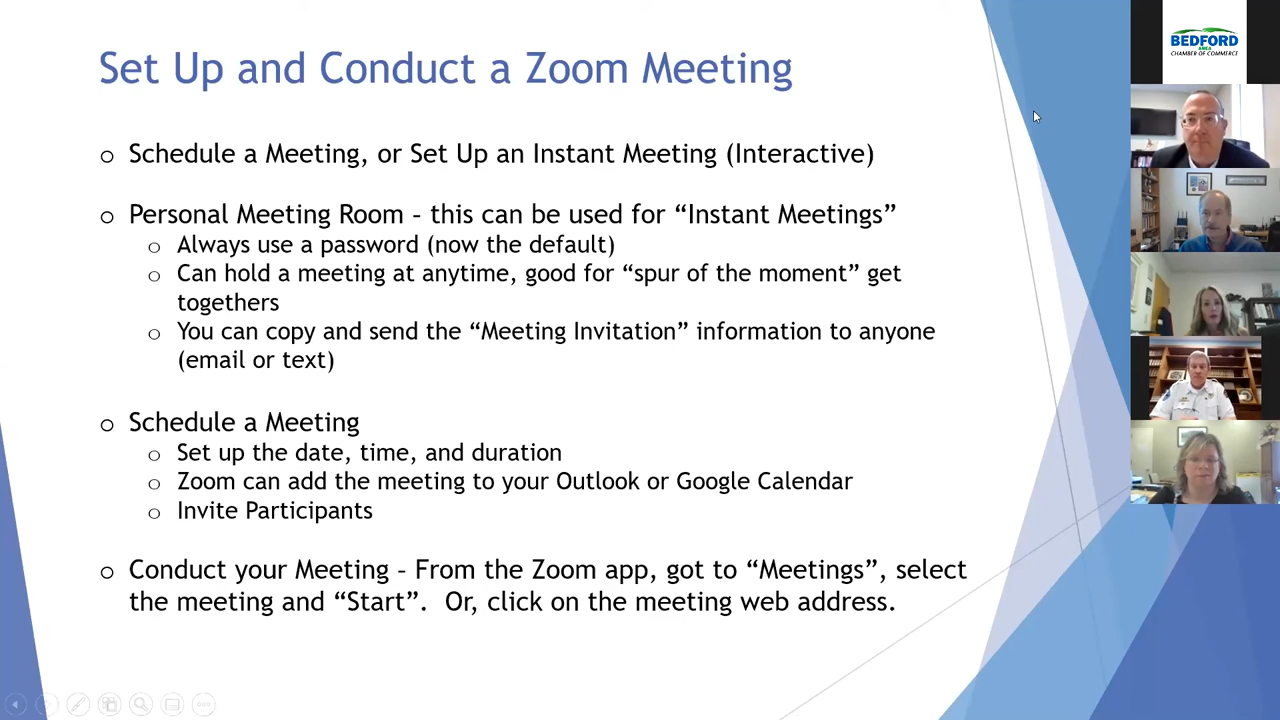 Set Up and Conduct a Zoom Meeting
o Schedule a Meeting, or Set Up an Instant Meeting (Interactive)
o Personal Meeting Room – this can be used for “Instant Meetings”
o Always use a password (now the default)
o Can hold a meeting at anytime, good for “spur of the moment” get
togethers
o You can copy and send the “Meeting Invitation” information to anyone
(email or text)
o Schedule a Meeting
o Set up the date, time, and duration
o Zoom can add the meeting to your Outlook or Google Calendar
o Invite Participants
o Conduct your Meeting – From the Zoom app, got to “Meetings”, select
the meeting and “Start”.  Or, click on the meeting web address.
BEDFORD
AREA
CHAMBER OF COMMERCE